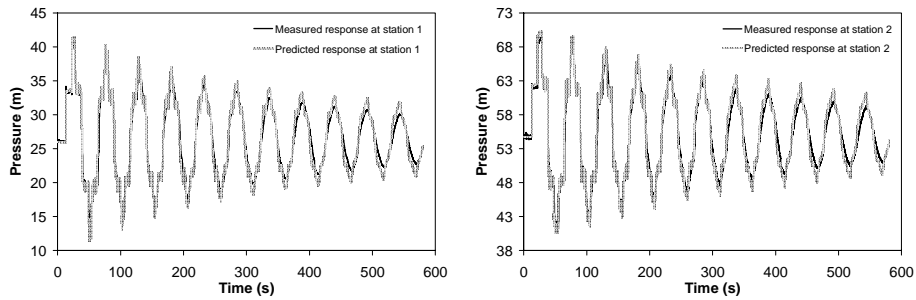 45
40
35
30
25
20
15
10
Pressure (m)
Measured response at station 1
Predicted response at station 1
0 100 200 300 400 500 600
Time (s)
73
68
63
58
53
48
43
38
Pressure (m)
Measured response at station 2
Predicted response at station 2
0 100 200 300 400 500 600
Time (s)